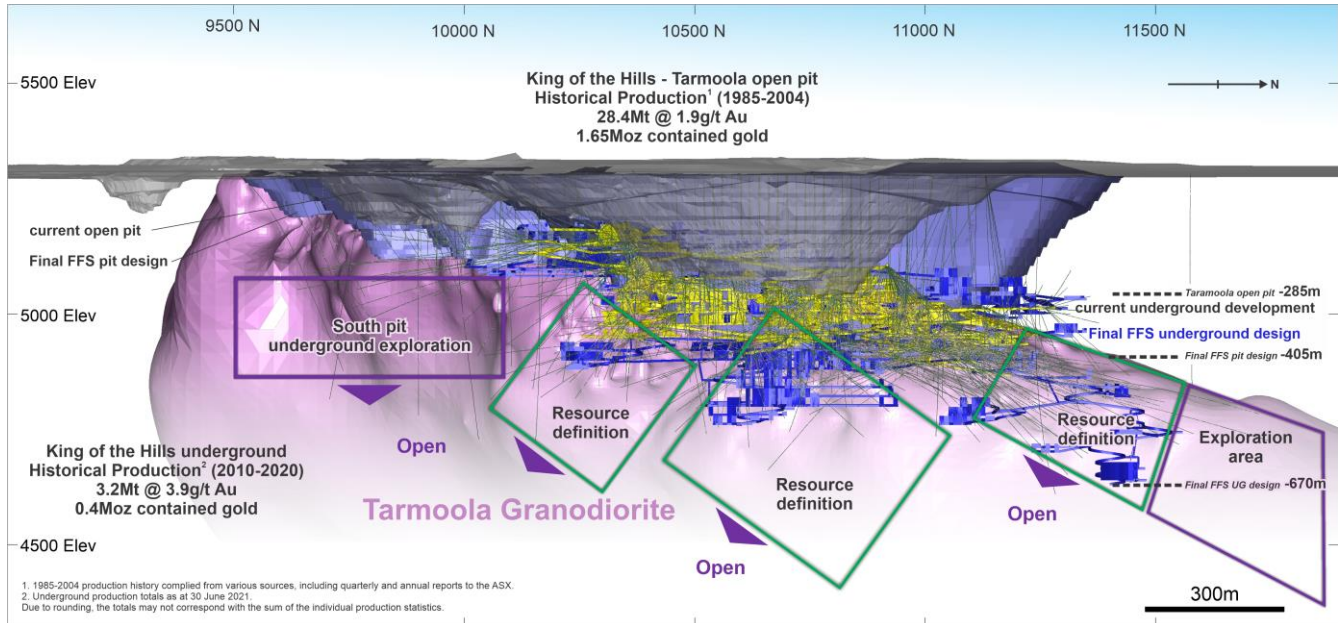 9500 N
10000 N
10500 N
11000 N
11500 N
5500 Elev
King of the Hills - Tarmoola open pit
Historical Production¹ (1985-2004)
28.4Mt @ 1.9g/t Au
1.65Moz contained gold
N
current open pit
Final FFS pit design
5000 Elev
South pit
underground exploration
Taramoola open pit -285m
current underground development
Final FFS underground design
Final FFS pit design -405m
Resource
definition
Resource
definition
Resource
definition
Exploration
area
Open
King of the Hills underground
Historical Production² (2010-2020)
3.2Mt @ 3.9g/t Au
0.4Moz contained gold
Final FFS UG design -670m
Tarmoola Granodiorite
Open
Open
4500 Elev
1. 1985-2004 production history complied from various sources, including quarterly and annual reports to the ASX.
2. Underground production totals as at 30 June 2021.
Due to rounding, the totals may not correspond with the sum of the individual production statistics.
300m